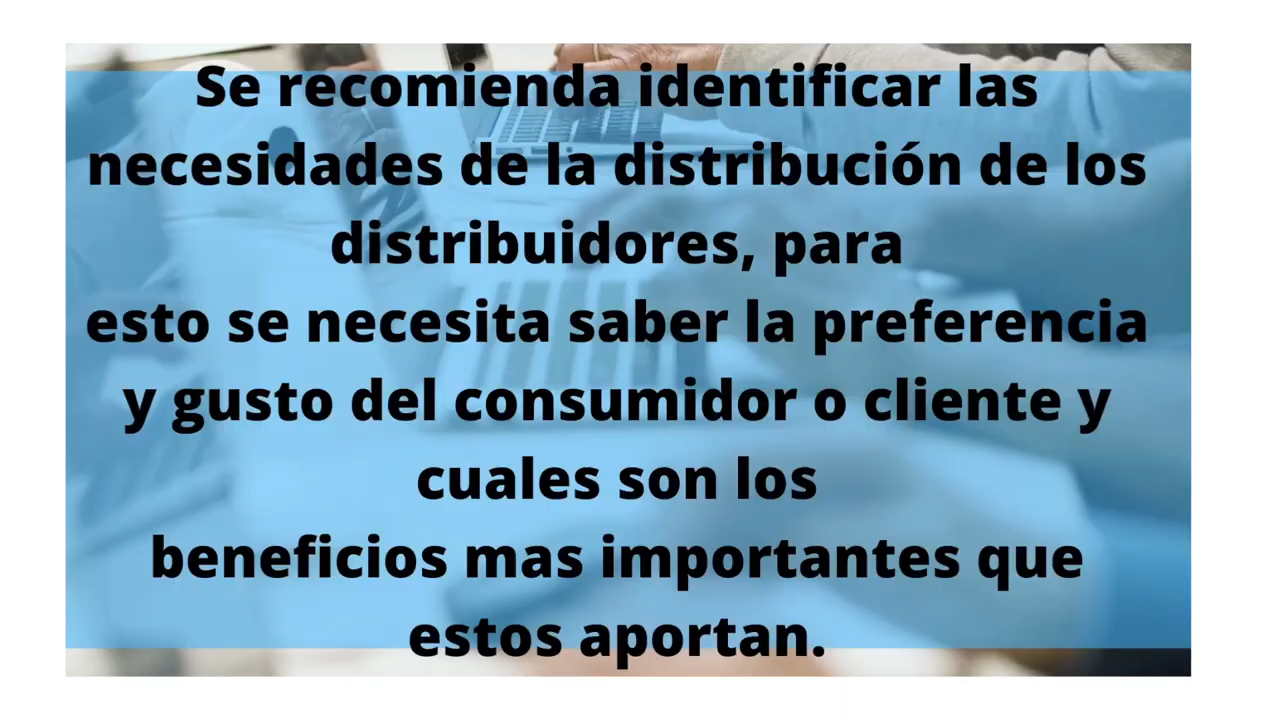 Se recomienda identificar las
necesidades de la distribución de los
distribuidores, para
esto se necesita saber la preferencia
y gusto del consumidor o cliente y
cuales son los
beneficios mas importantes que
estos aportan.